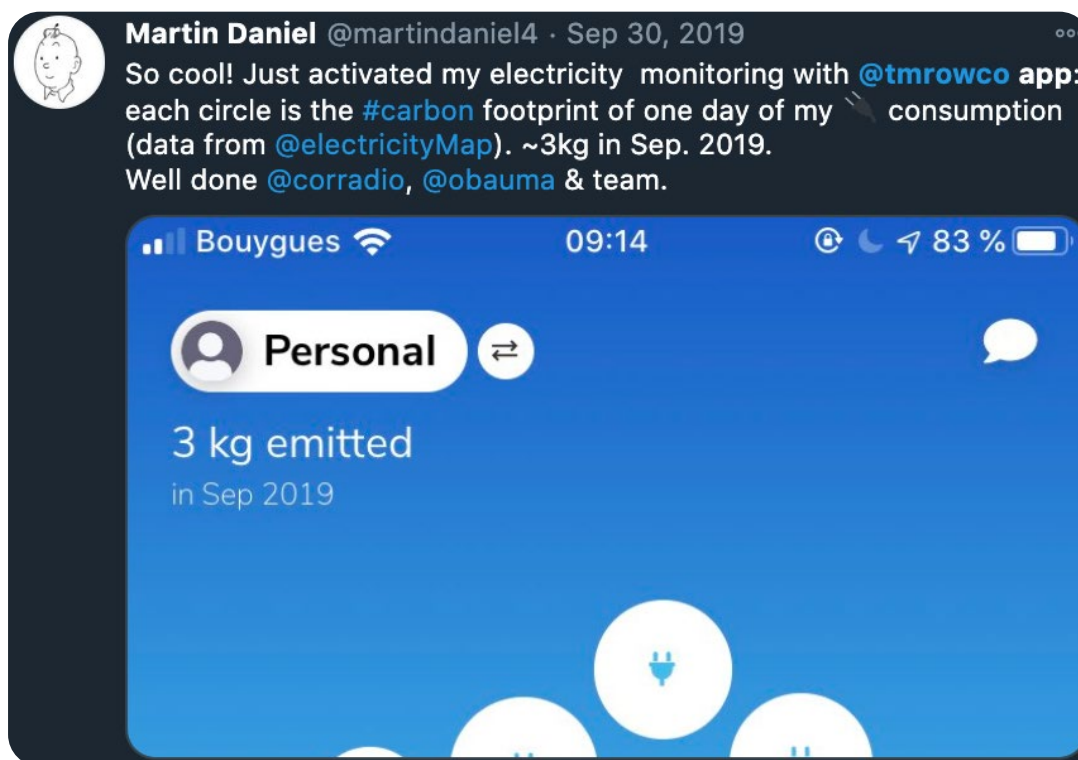 Martin Daniel @martindaniel4 · Sep 30, 2019
So cool! Just activated my electricity  monitoring with @tmrowco app:
each circle is the #carbon footprint of one day of my 🔌 consumption
(data from @electricityMap). ~3kg in Sep. 2019.
Well done @corradio, @obauma & team.
Bouygues 09:14 83 %
Personal
3 kg emitted
in Sep 2019